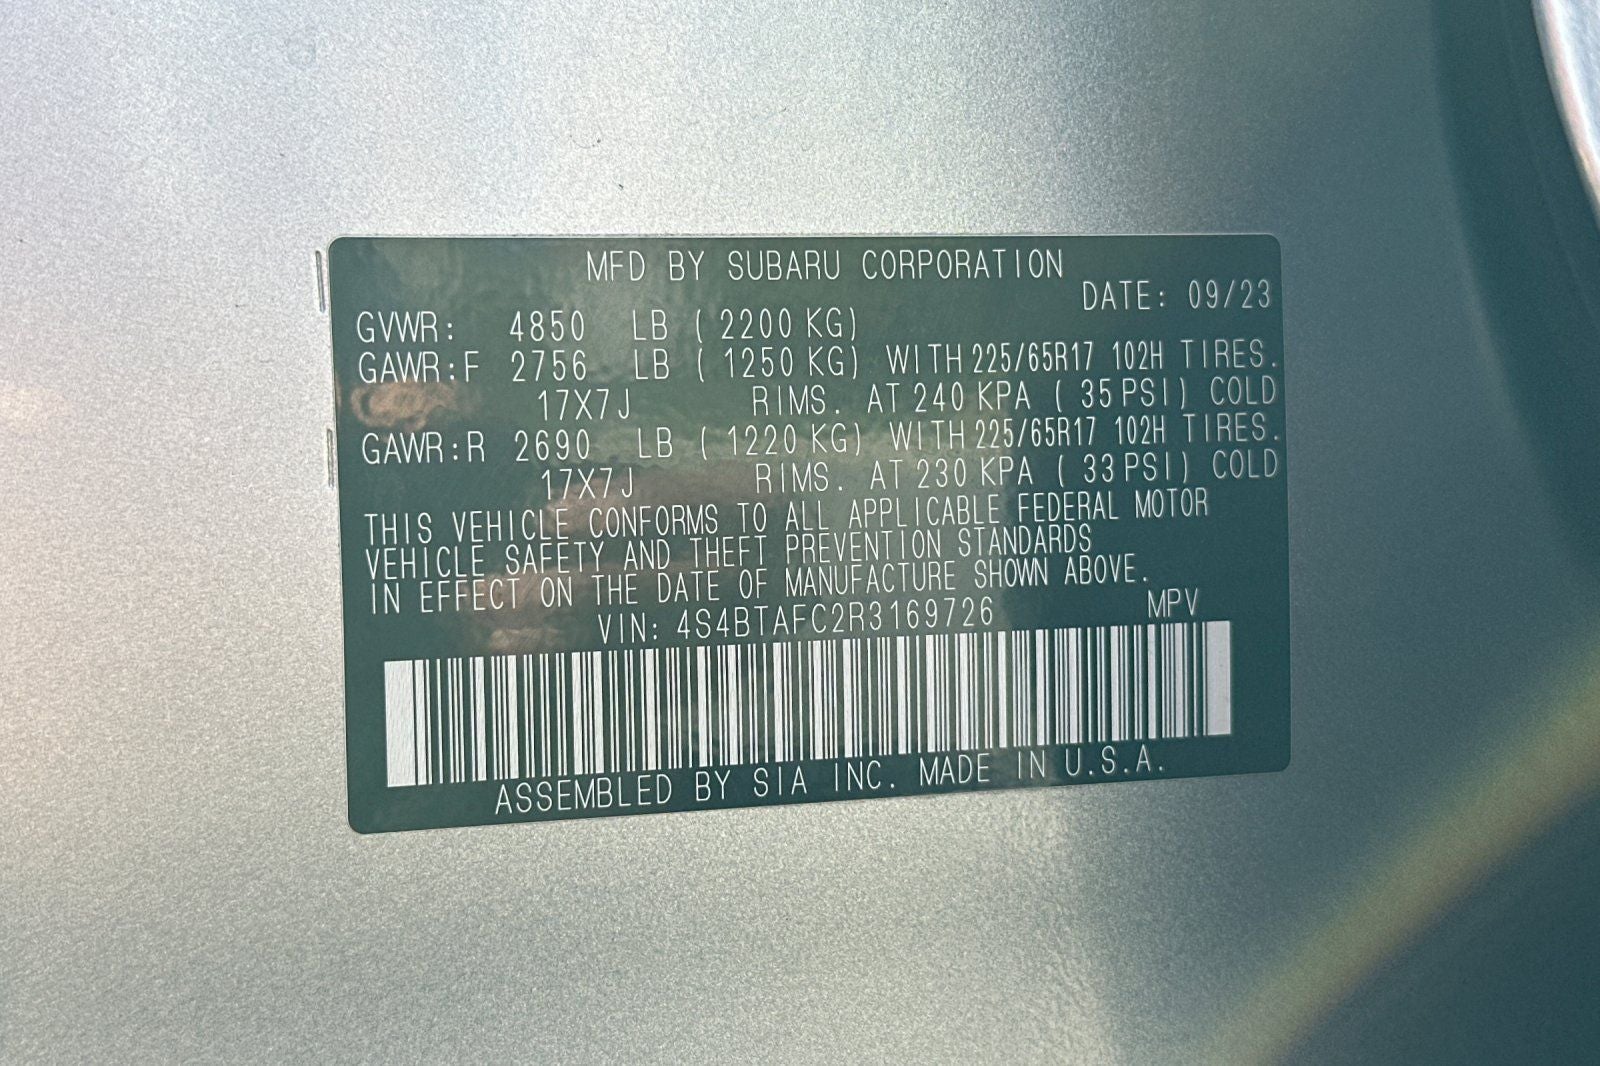 MFD BY SUBARU CORPORATION
DATE: 09/23
GVWR: 4850 LB ( 2200 KG)
GAWR:F 2756 LB ( 1250 KG) WITH 225/65R17 102H TIRES.
17X7J RIMS. AT 240 KPA ( 35 PSI) COLD
GAWR:R 2690 LB ( 1220 KG) WITH 225/65R17 102H TIRES.
17X7J RIMS. AT 230 KPA ( 33 PSI) COLD
THIS VEHICLE CONFORMS TO ALL APPLICABLE FEDERAL MOTOR
VEHICLE SAFETY AND THEFT PREVENTION STANDARDS
IN EFFECT ON THE DATE OF MANUFACTURE SHOWN ABOVE.
VIN: 4S4BTAFC2R3169726 MPV
ASSEMBLED BY SIA INC. MADE IN U.S.A.